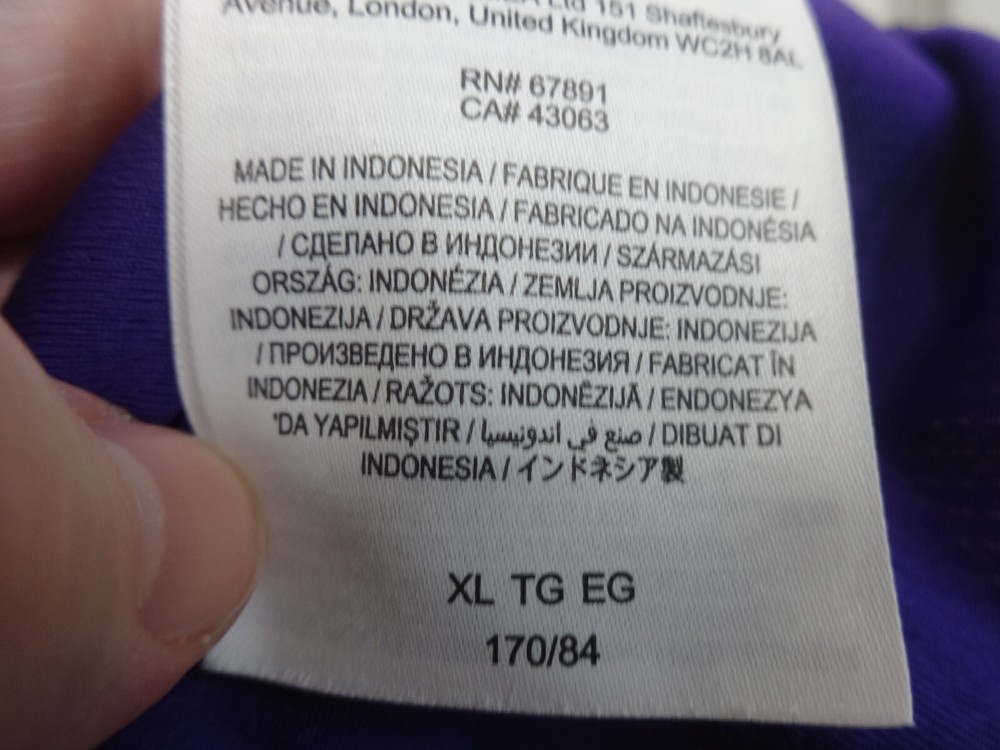 Ltd 151 Shaftesbury
Avenue, London, United Kingdom WC2H 8AL
RN# 67891
CA# 43063
MADE IN INDONESIA / FABRIQUE EN INDONESIE /
HECHO EN INDONESIA / FABRICADO NA INDONÉSIA
/ СДЕЛАНО В ИНДОНЕЗИИ / SZÁRMAZÁSI
ORSZÁG: INDONÉZIA / ZEMLJA PROIZVODNJE:
INDONEZIJA / DRŽAVA PROIZVODNJE: INDONEZIJA
/ ПРОИЗВЕДЕНО В ИНДОНЕЗИЯ / FABRICAT ÎN
INDONEZIA / RAŽOTS: INDONĒZIJĀ / ENDONEZYA
'DA YAPILMIŞTIR / صنع في اندونيسيا / DIBUAT DI
INDONESIA / インドネシア製
XL TG EG
170/84